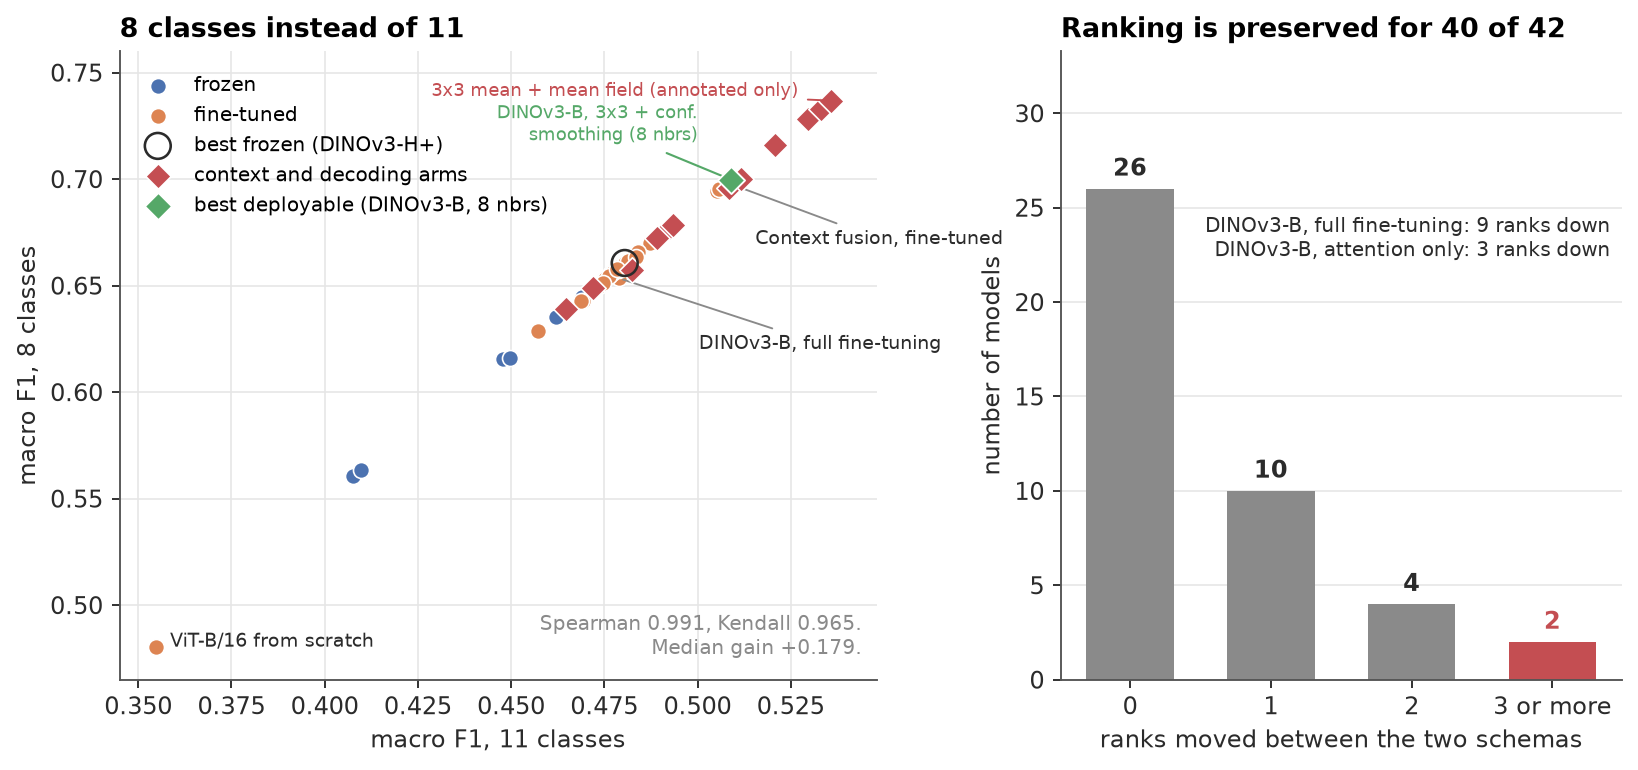 8 classes instead of 11
0.75
0.70
0.65
0.60
0.55
0.50
macro F1, 8 classes
frozen
fine-tuned
best frozen (DINOv3-H+)
context and decoding arms
best deployable (DINOv3-B, 8 nbrs)
3x3 mean + mean field (annotated only)
DINOv3-B, 3x3 + conf.
smoothing (8 nbrs)
Context fusion, fine-tuned
DINOv3-B, full fine-tuning
ViT-B/16 from scratch
Spearman 0.991, Kendall 0.965.
Median gain +0.179.
0.350 0.375 0.400 0.425 0.450 0.475 0.500 0.525
macro F1, 11 classes
Ranking is preserved for 40 of 42
30
25
20
15
10
5
0
number of models
26
10
4
2
DINOv3-B, full fine-tuning: 9 ranks down
DINOv3-B, attention only: 3 ranks down
0 1 2 3 or more
ranks moved between the two schemas